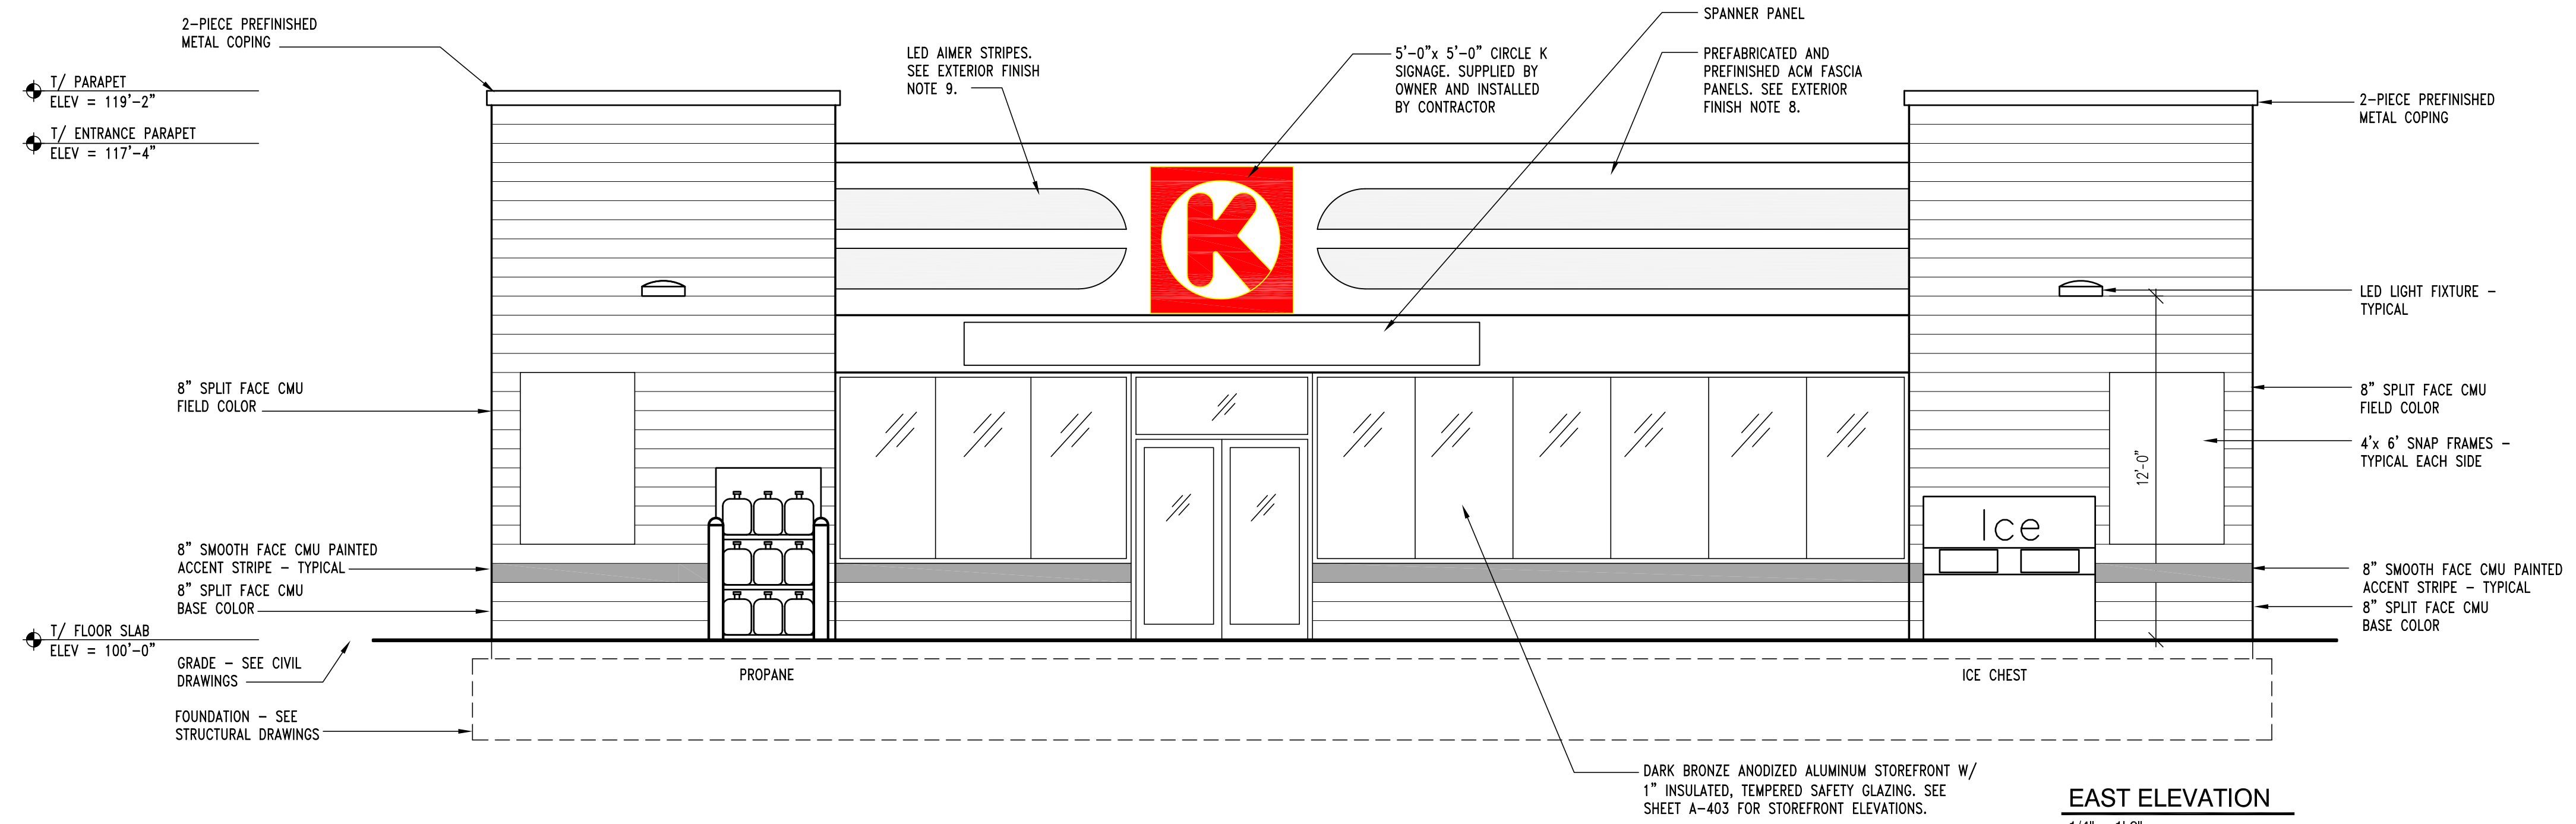 2-PIECE PREFINISHED
METAL COPING
T/ PARAPET
ELEV = 119'-2"
T/ ENTRANCE PARAPET
ELEV = 117'-4"
LED AIMER STRIPES.
SEE EXTERIOR FINISH
NOTE 9.
5'-0"x 5'-0" CIRCLE K
SIGNAGE. SUPPLIED BY
OWNER AND INSTALLED
BY CONTRACTOR
SPANNER PANEL
PREFABRICATED AND
PREFINISHED ACM FASCIA
PANELS. SEE EXTERIOR
FINISH NOTE 8.
2-PIECE PREFINISHED
METAL COPING
K
LED LIGHT FIXTURE -
TYPICAL
8" SPLIT FACE CMU
FIELD COLOR
8" SPLIT FACE CMU
FIELD COLOR
4'x 6' SNAP FRAMES -
TYPICAL EACH SIDE
12'-0"
Ice
8" SMOOTH FACE CMU PAINTED
ACCENT STRIPE - TYPICAL
8" SPLIT FACE CMU
BASE COLOR
8" SMOOTH FACE CMU PAINTED
ACCENT STRIPE - TYPICAL
8" SPLIT FACE CMU
BASE COLOR
T/ FLOOR SLAB
ELEV = 100'-0"
GRADE - SEE CIVIL
DRAWINGS
PROPANE
ICE CHEST
FOUNDATION - SEE
STRUCTURAL DRAWINGS
DARK BRONZE ANODIZED ALUMINUM STOREFRONT W/
1" INSULATED, TEMPERED SAFETY GLAZING. SEE
SHEET A-403 FOR STOREFRONT ELEVATIONS.
EAST ELEVATION